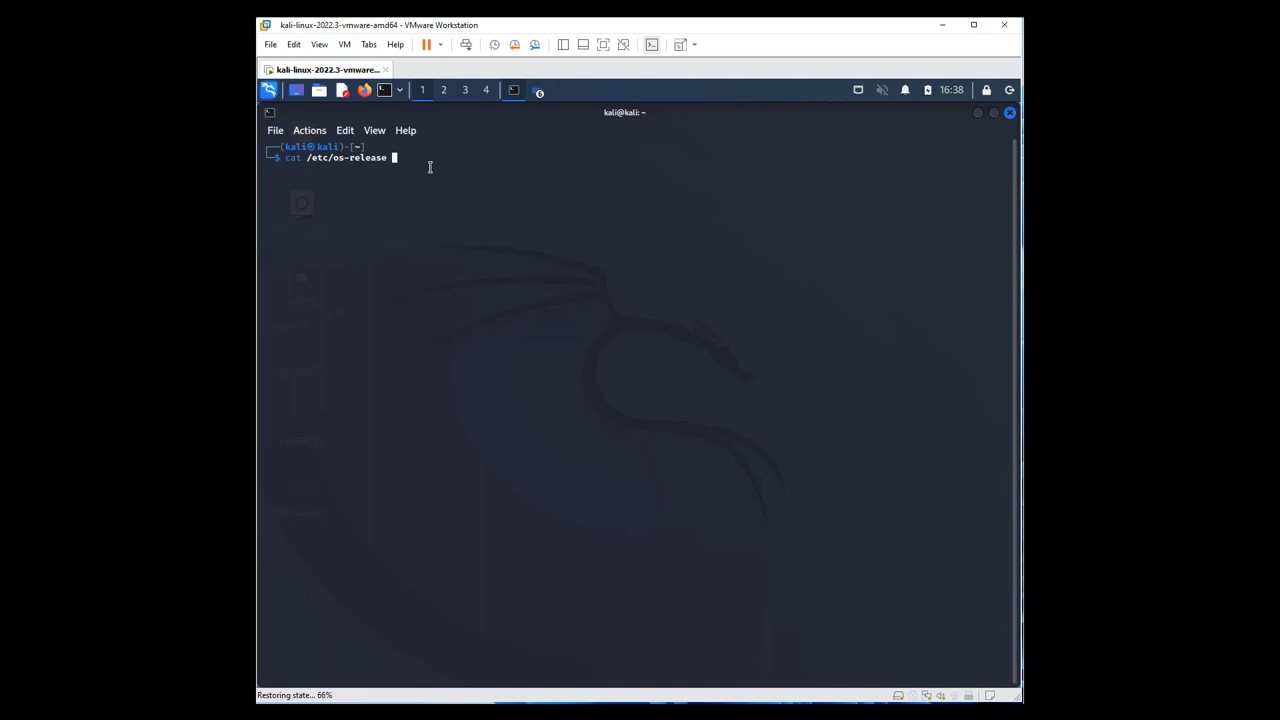 kali-linux-2022.3-vmware-amd64 - VMware Workstation
File Edit View VM Tabs Help
kali-linux-2022.3-vmware...
1 2 3 4 6 16:38
kali@kali: ~
File Actions Edit View Help
(kali㉿kali)-[~]
$ cat /etc/os-release
Restoring state... 66%